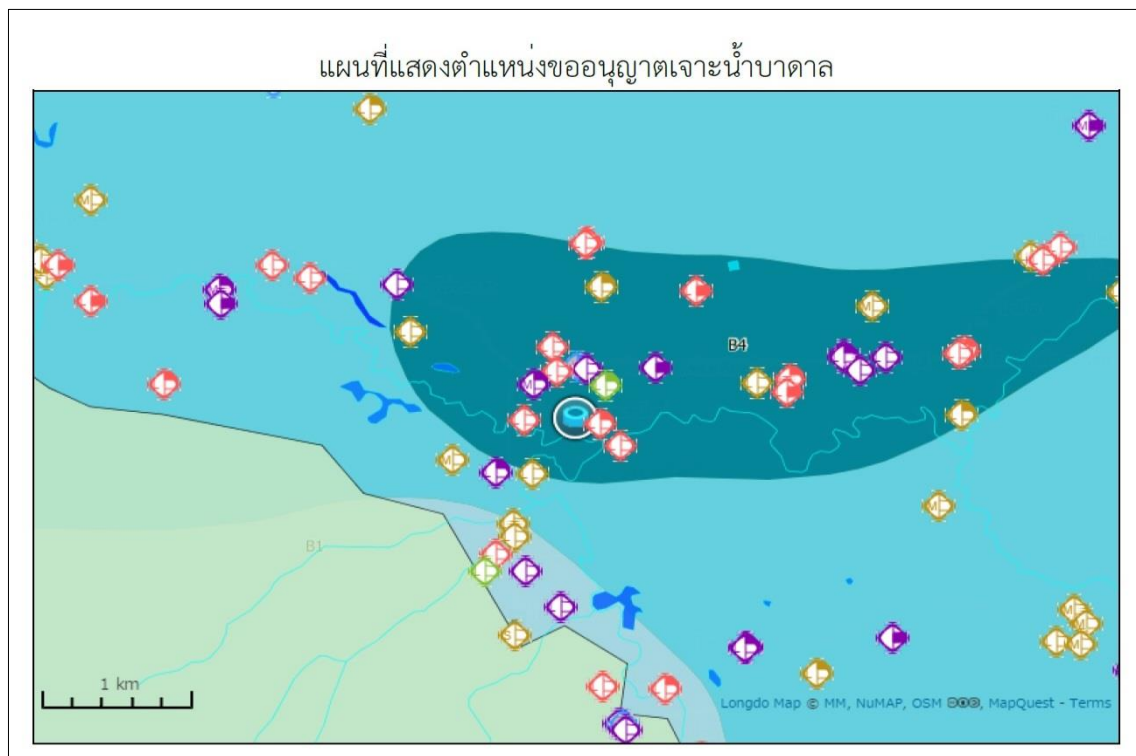 แผนที่แสดงตำแหน่งขออนุญาตเจาะน้ำบาดาล
B4
B1
1 km
Longdo Map © MM, NuMAP, OSM, MapQuest - Terms